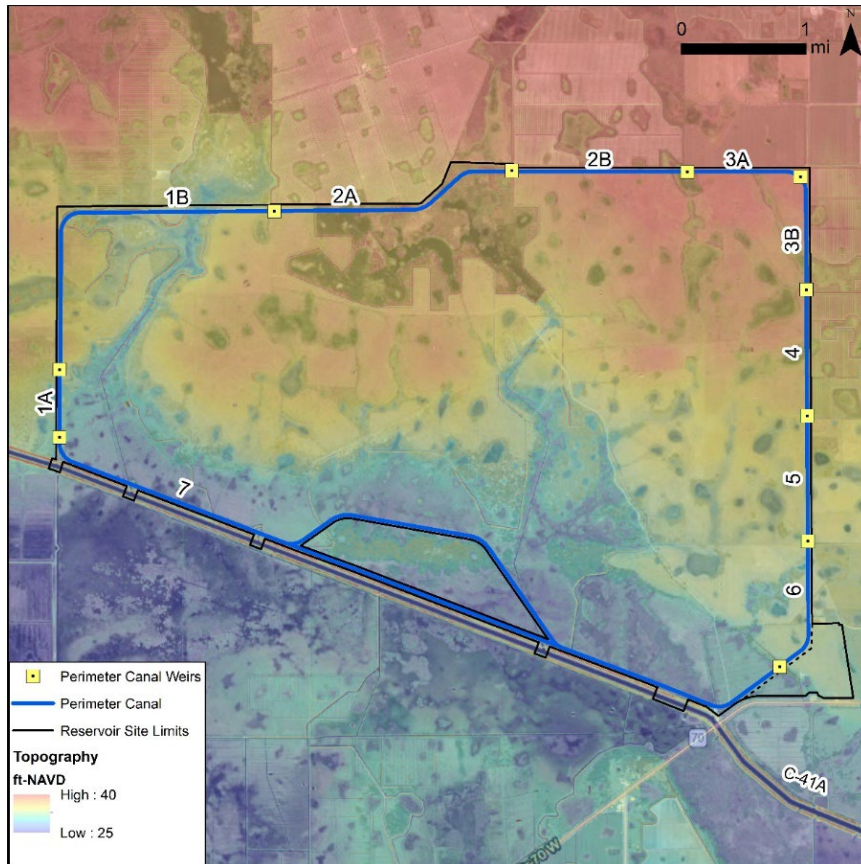 N
0 1
mi
2B 3A
1B 2A
3B
4
1A
5
7
6
70
C-41A
-70 W
Perimeter Canal Weirs
Perimeter Canal
Reservoir Site Limits
Topography
ft-NAVD
High : 40
Low : 25